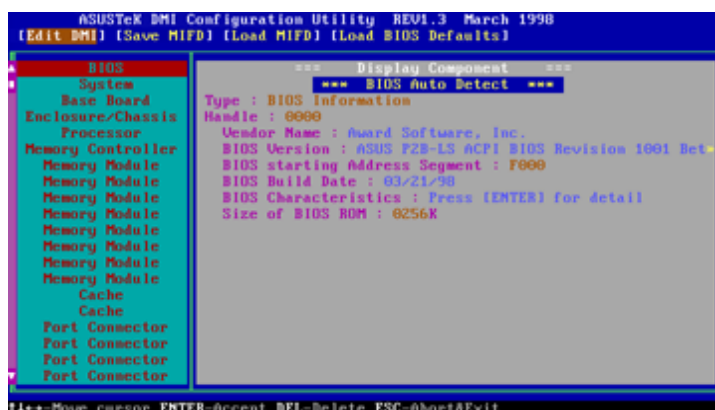 ASUSTeK DMI Configuration Utility REV1.3 March 1998
[Edit DMI] [Save MIFD] [Load MIFD] [Load BIOS Defaults]
BIOS
System
Base Board
Enclosure/Chassis
Processor
Memory Controller
Memory Module
Memory Module
Memory Module
Memory Module
Memory Module
Memory Module
Memory Module
Memory Module
Cache
Cache
Port Connector
Port Connector
Port Connector
Port Connector
=== Display Component ===
*** BIOS Auto Detect ***
Type : BIOS Information
Handle : 0000
Vendor Name : Award Software, Inc.
BIOS Version : ASUS P2B-LS ACPI BIOS Revision 1001 Bet
BIOS starting Address Segment : F000
BIOS Build Date : 03/21/98
BIOS Characteristics : Press [ENTER] for detail
Size of BIOS ROM : 0256K
↑↓←→-Move cursor ENTER-Accept DEL-Delete ESC-Abort&Exit